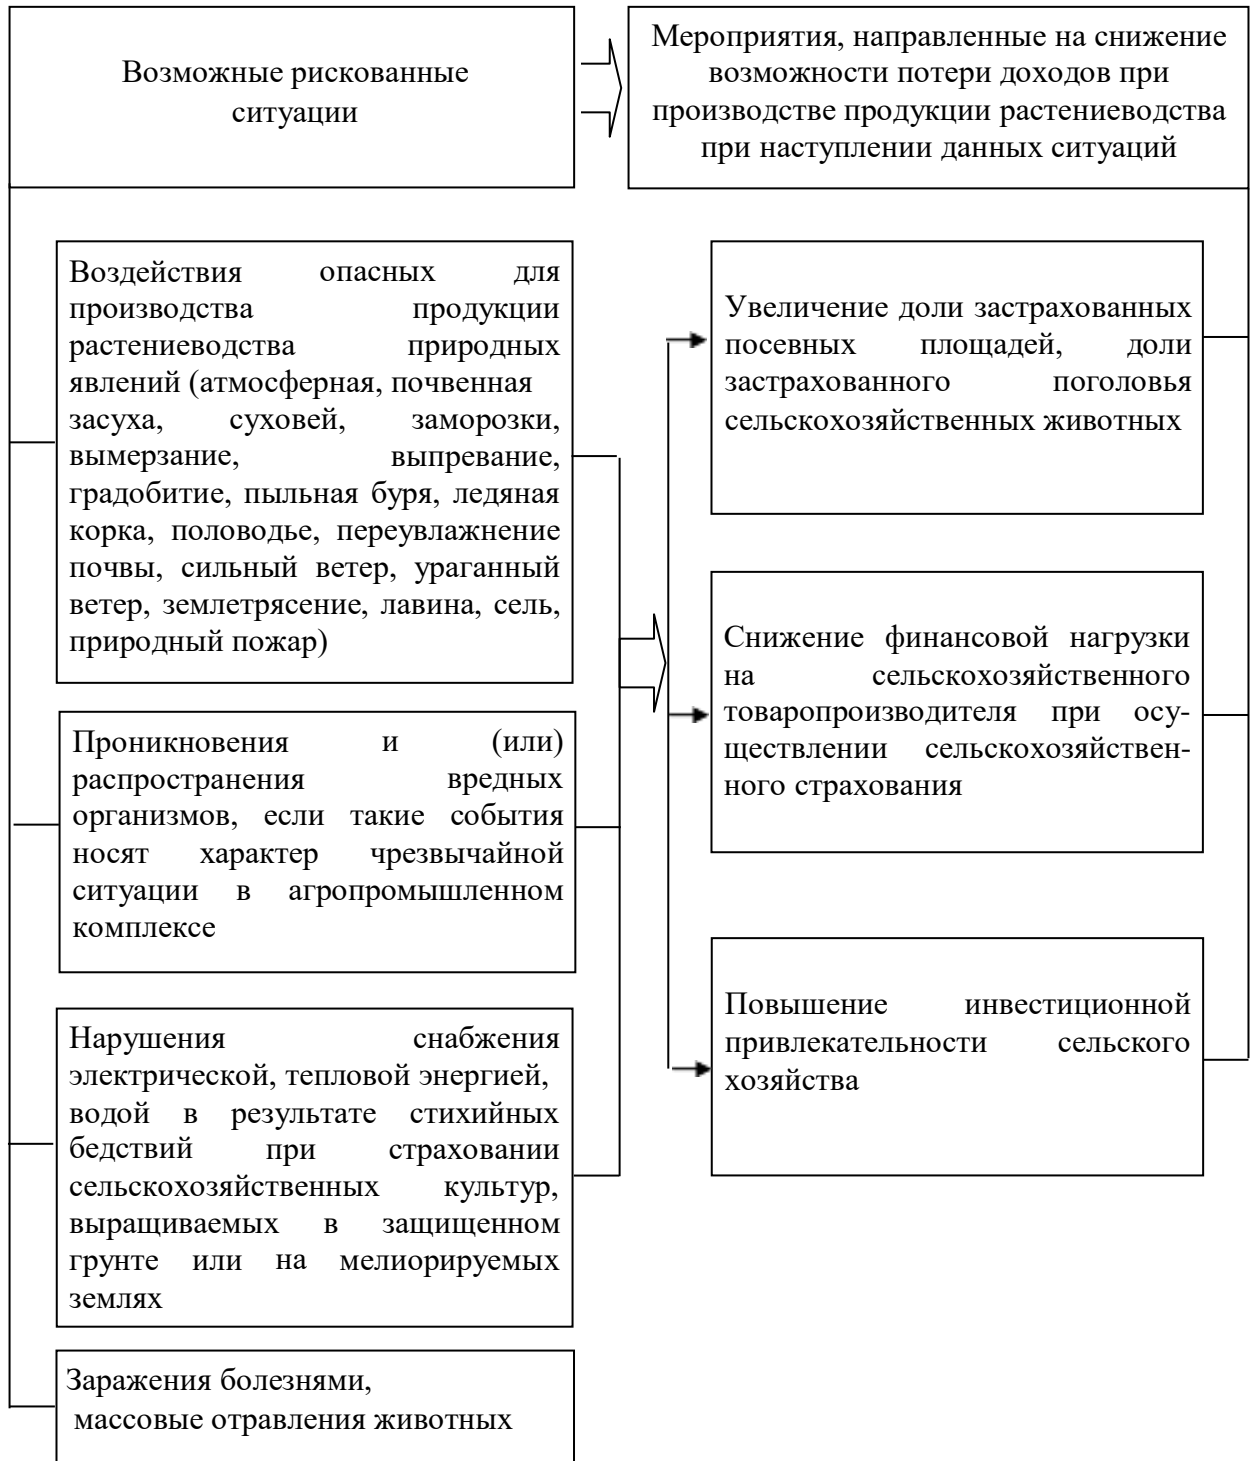 Возможные рискованные
ситуации
Мероприятия, направленные на снижение
возможности потери доходов при
производстве продукции растениеводства
при наступлении данных ситуаций
Воздействия опасных для
производства продукции
растениеводства природных
явлений (атмосферная, почвенная
засуха, суховей, заморозки,
вымерзание, выпревание,
градобитие, пыльная буря, ледяная
корка, половодье, переувлажнение
почвы, сильный ветер, ураганный
ветер, землетрясение, лавина, сель,
природный пожар)
Проникновения и (или)
распространения вредных
организмов, если такие события
носят характер чрезвычайной
ситуации в агропромышленном
комплексе
Нарушения снабжения
электрической, тепловой энергией,
водой в результате стихийных
бедствий при страховании
сельскохозяйственных культур,
выращиваемых в защищенном
грунте или на мелиорируемых
землях
Заражения болезнями,
массовые отравления животных
Увеличение доли застрахованных
посевных площадей, доли
застрахованного поголовья
сельскохозяйственных животных
Снижение финансовой нагрузки
на сельскохозяйственного
товаропроизводителя при осу-
ществлении сельскохозяйствен-
ного страхования
Повышение инвестиционной
привлекательности сельского
хозяйства